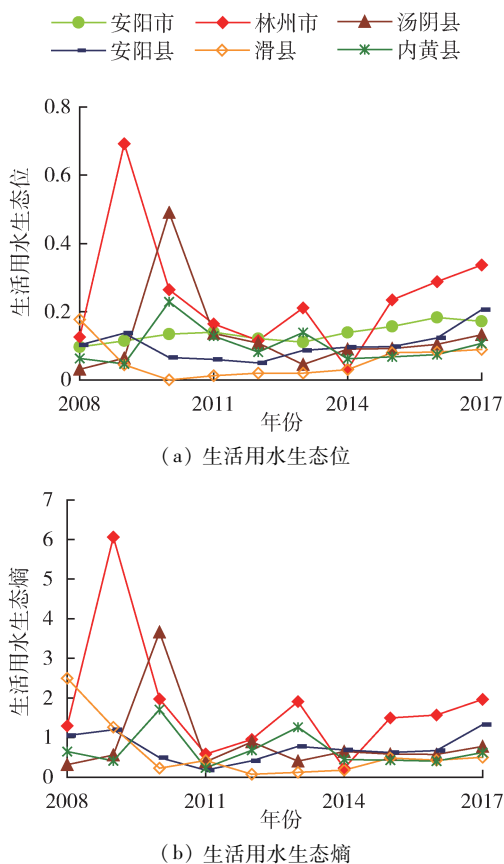 安阳市 林州市 汤阴县
安阳县 滑县 内黄县
0.8
0.6
0.4
0.2
0
生活用水生态位
2008 2011 2014 2017
年份
(a) 生活用水生态位
7
6
5
4
3
2
1
0
生活用水生态熵
2008 2011 2014 2017
年份
(b) 生活用水生态熵